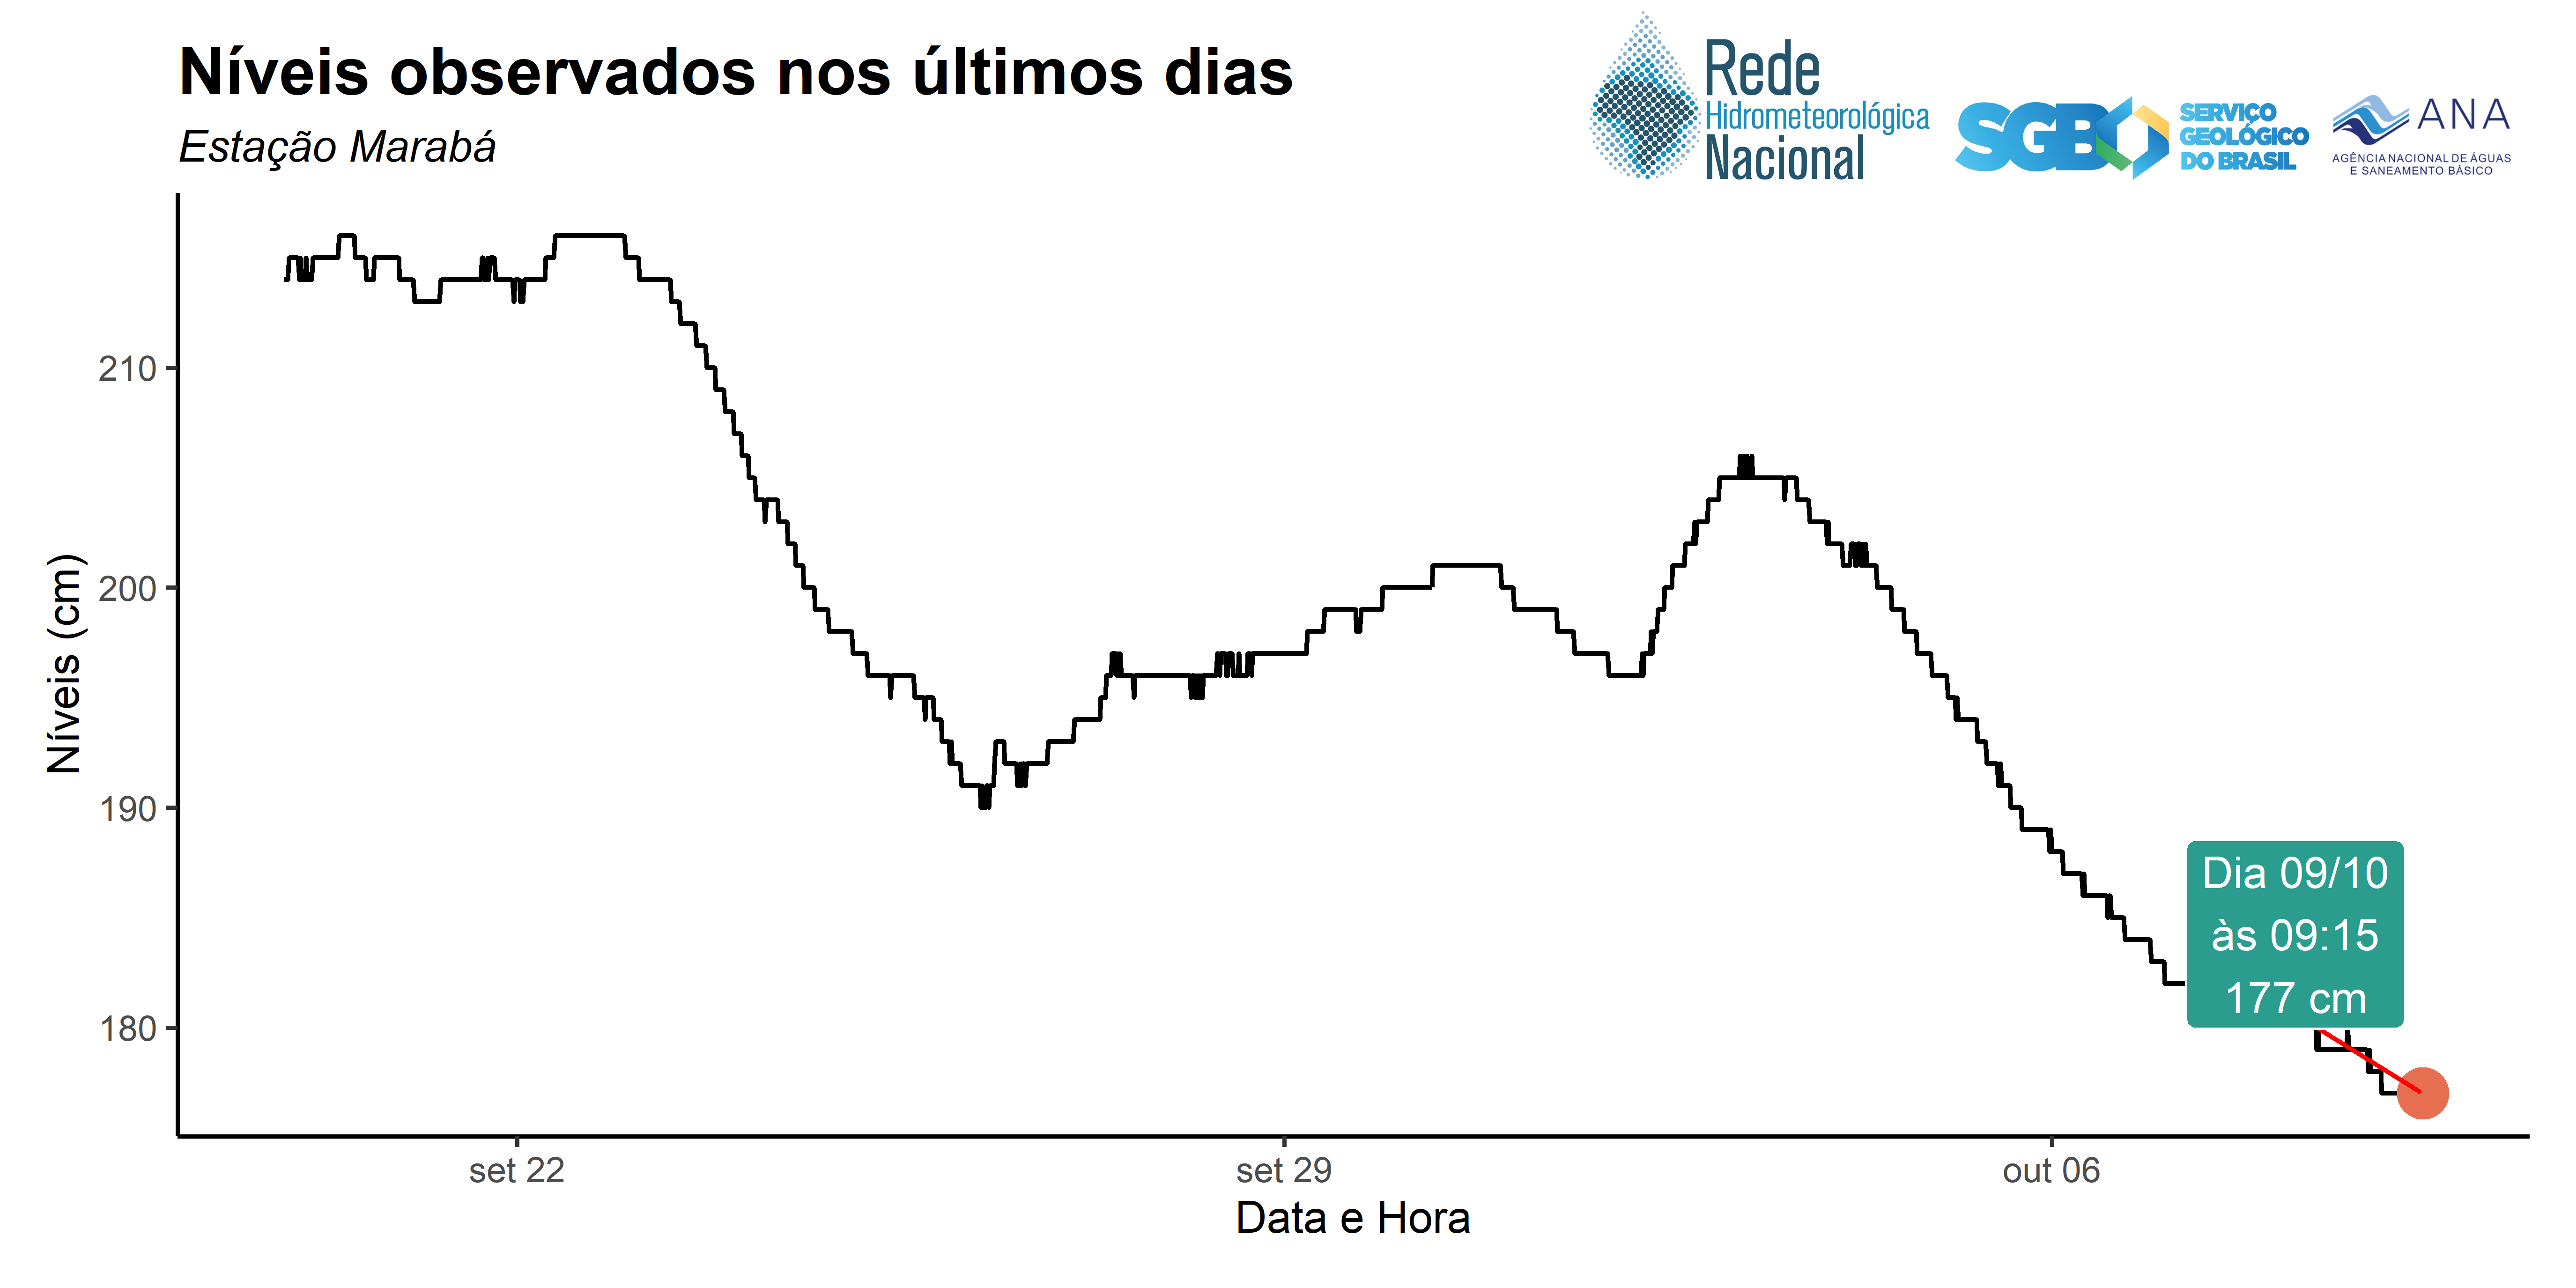 Níveis observados nos últimos dias
Estação Marabá
Rede
Hidrometeorológica
Nacional
SGB
SERVIÇO
GEOLÓGICO
DO BRASIL
ANA
AGÊNCIA NACIONAL DE ÁGUAS
E SANEAMENTO BÁSICO
Níveis (cm)
210
200
190
180
Dia 09/10
às 09:15
177 cm
set 22
set 29
out 06
Data e Hora